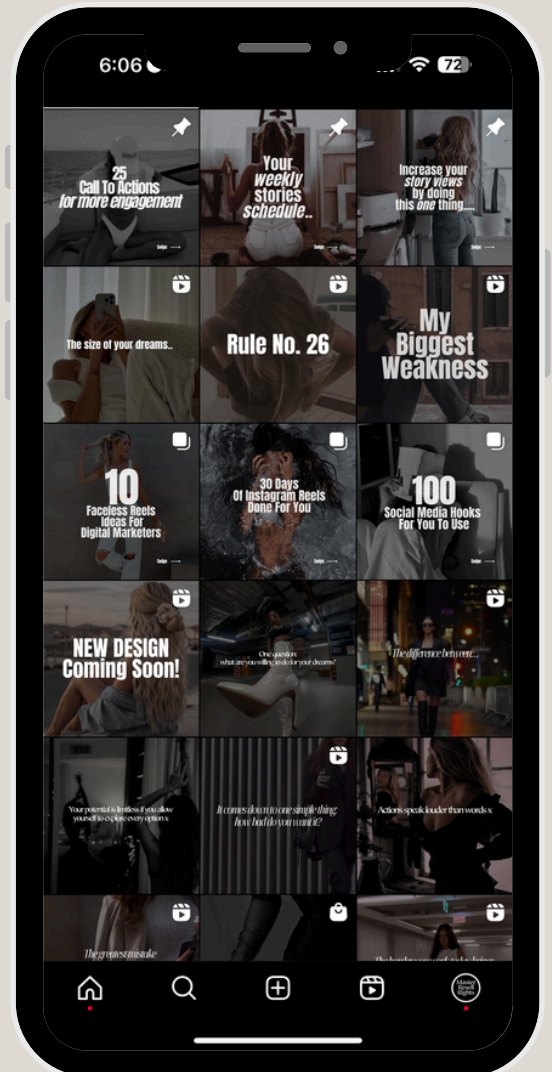 6:06
72
25
Call To Actions
for more engagement
Swipe
Your
weekly
stories
schedule..
Swipe
Increase your
story views
by doing
this one thing....
Swipe
The size of your dreams..
Rule No. 26
My
Biggest
Weakness
10
Faceless Reels
Ideas For
Digital Marketers
Swipe
30 Days
Of Instagram Reels
Done For You
Swipe
100
Social Media Hooks
For You To Use
Swipe
NEW DESIGN
Coming Soon!
One question:
what are you willing to do for your dreams?
The difference between...
Your potential is limitless if you allow
yourself to explore every option x
It comes down to one simple thing:
how bad do you want it?
Actions speak louder than words x
The greatest mistake
Master
Resell
Rights